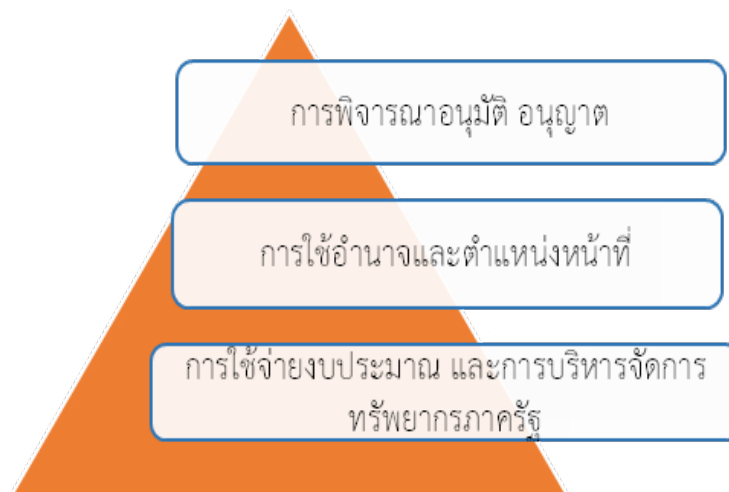 การพิจารณาอนุมัติ อนุญาต
การใช้อำนาจและตำแหน่งหน้าที่
การใช้จ่ายงบประมาณ และการบริหารจัดการ
ทรัพยากรภาครัฐ